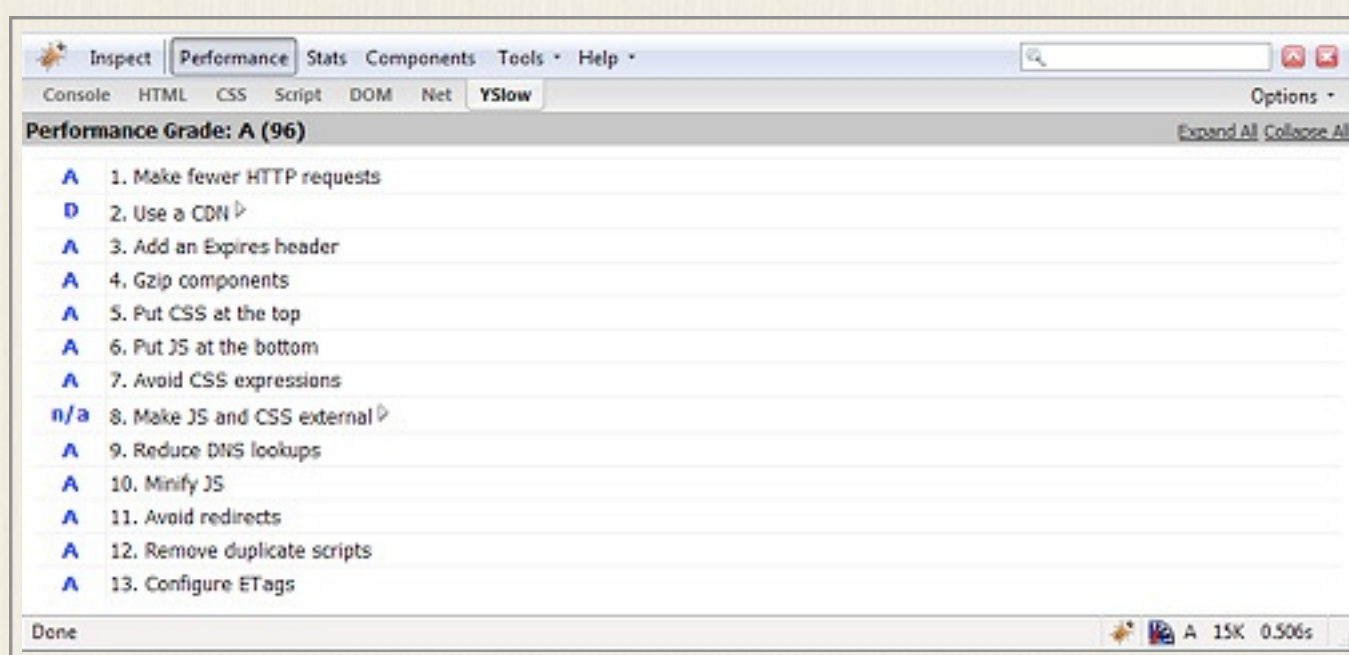 Inspect Performance Stats Components Tools Help
Console HTML CSS Script DOM Net YSlow Options
Performance Grade: A (96) Expand All Collapse All
A 1. Make fewer HTTP requests
D 2. Use a CDN
A 3. Add an Expires header
A 4. Gzip components
A 5. Put CSS at the top
A 6. Put JS at the bottom
A 7. Avoid CSS expressions
n/a 8. Make JS and CSS external
A 9. Reduce DNS lookups
A 10. Minify JS
A 11. Avoid redirects
A 12. Remove duplicate scripts
A 13. Configure ETags
Done A 15K 0.506s